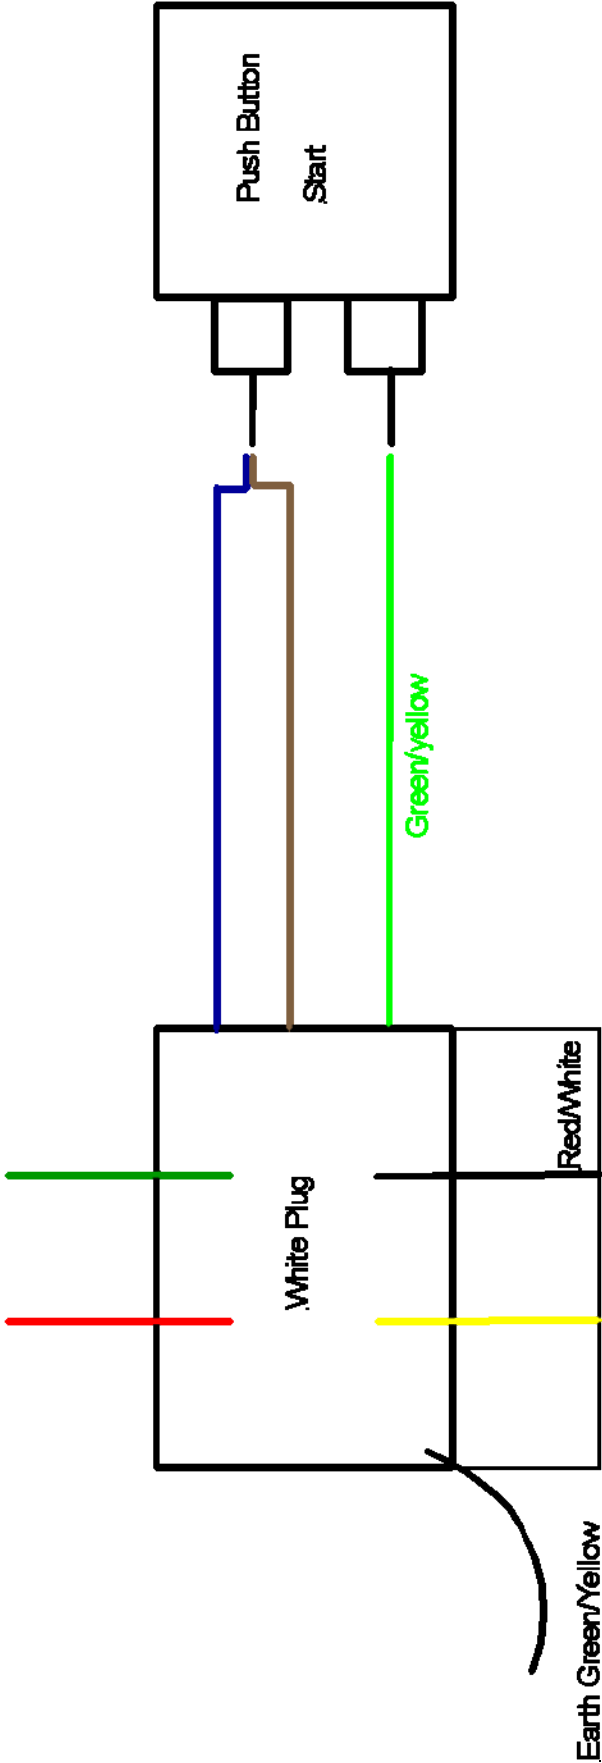 Push Button
Start
Green/yellow
Red/White
White Plug
Earth Green/Yellow